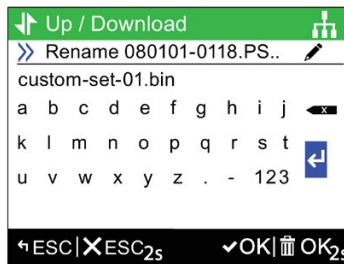 Up / Download
Rename 080101-0118.PS..
custom-set-01.bin
a b c d e f g h i j
k l m n o p q r s t
u v w x y z . - 123
ESC ESC2s OK OK2s